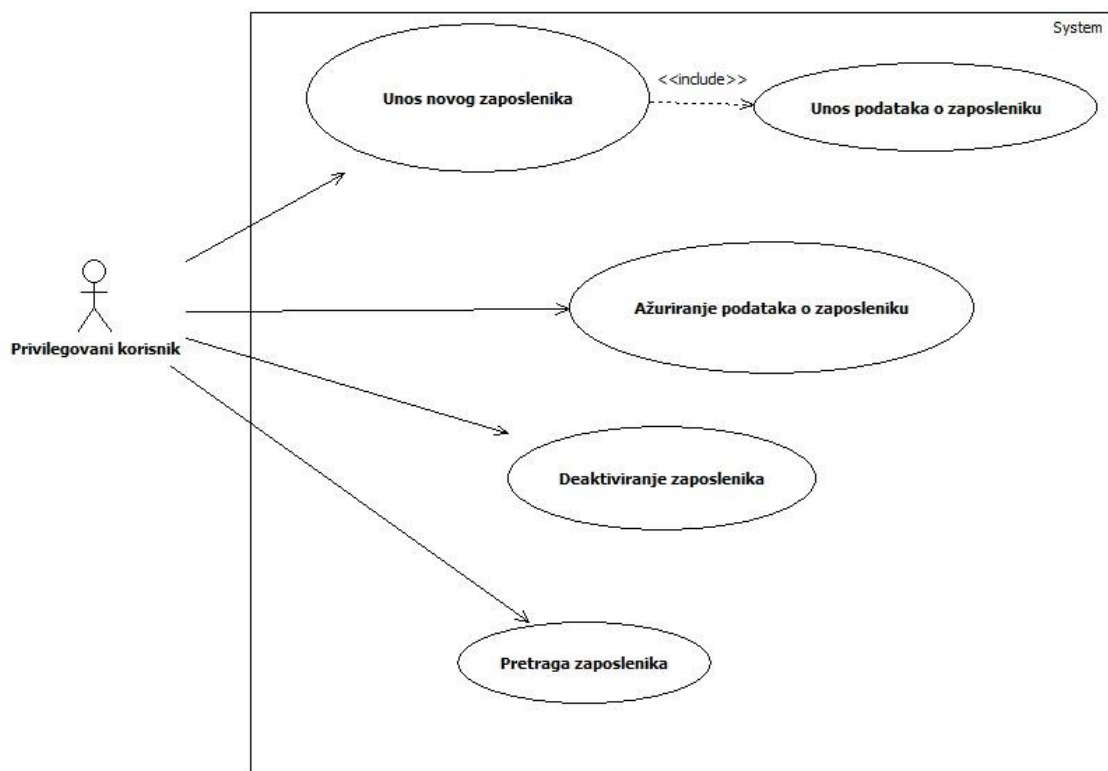 System
<<include>>
Unos novog zaposlenika
Unos podataka o zaposleniku
Ažuriranje podataka o zaposleniku
Privilegovani korisnik
Deaktiviranje zaposlenika
Pretraga zaposlenika